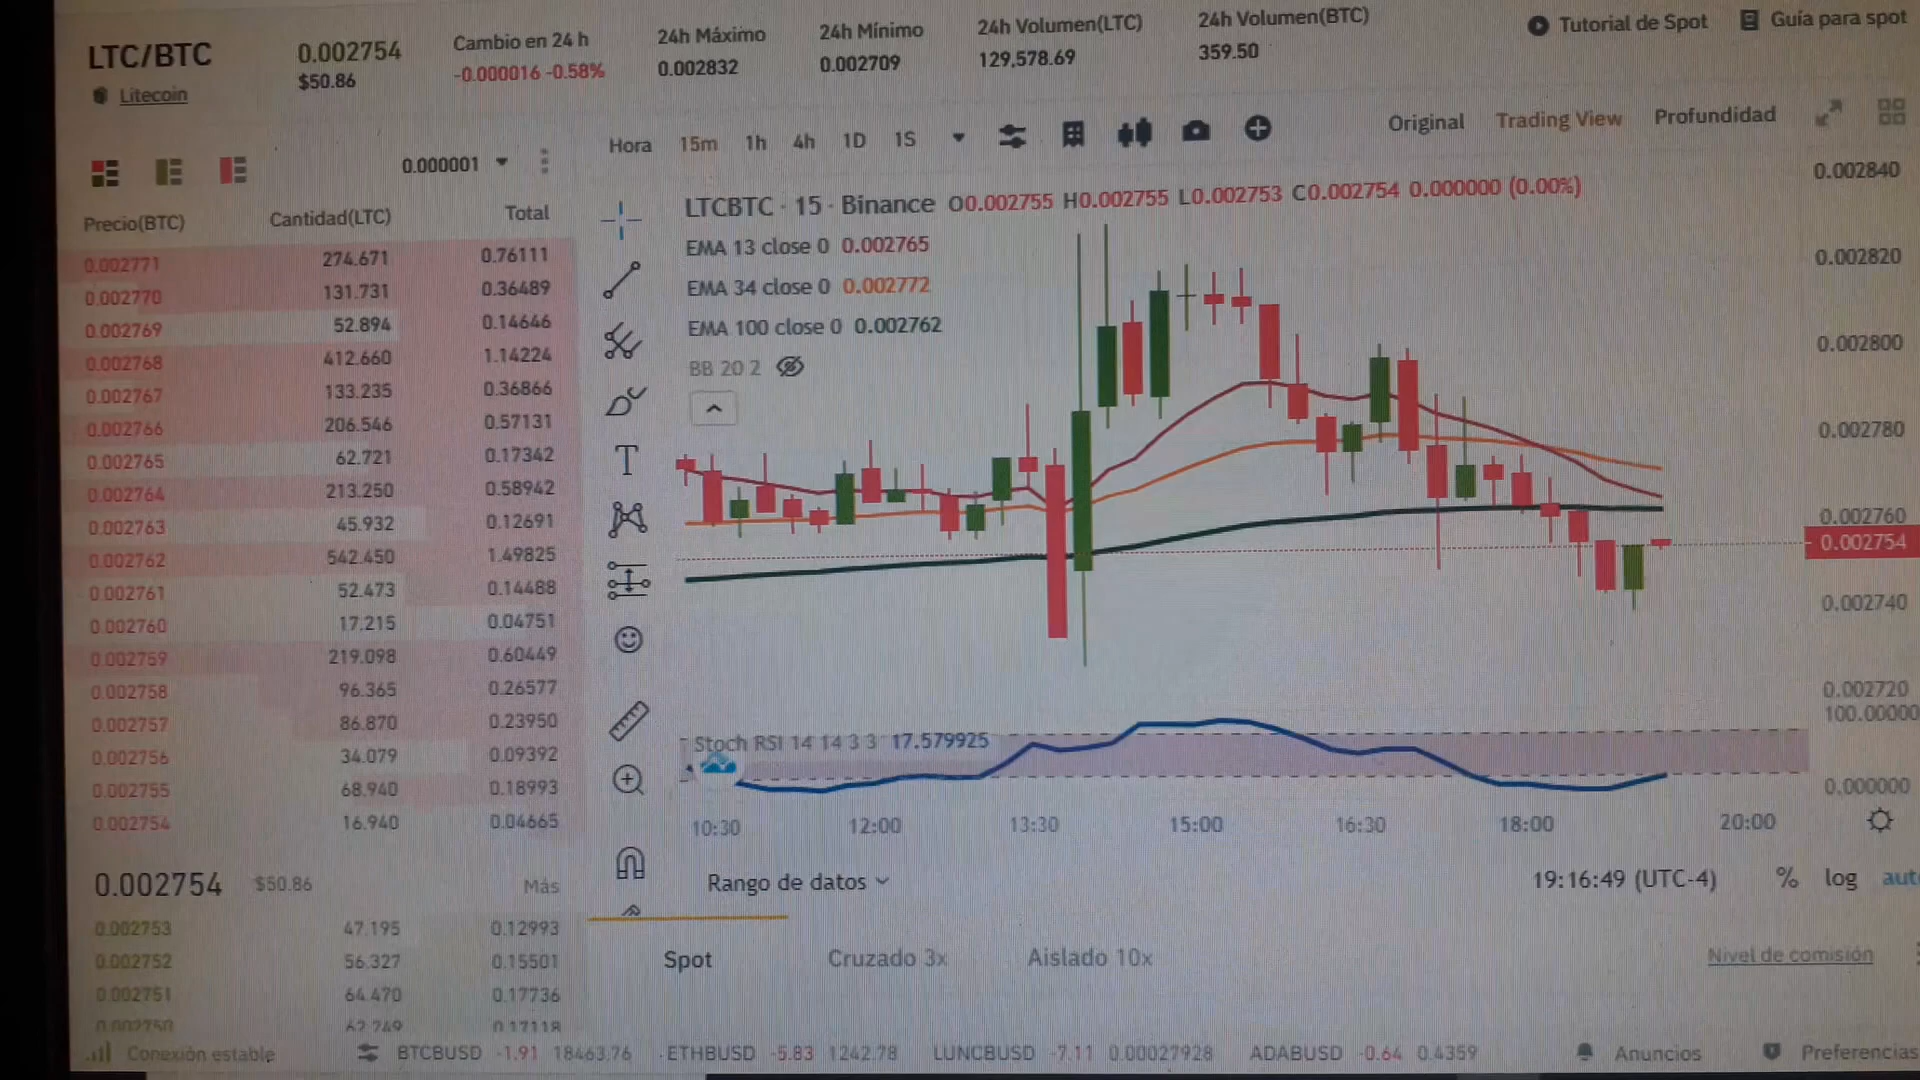 LTC/BTC
Litecoin
0.002754
$50.86
Cambio en 24 h
-0.000016 -0.58%
24h Máximo
0.002832
24h Mínimo
0.002709
24h Volumen(LTC)
129,578.69
24h Volumen(BTC)
359.50
Tutorial de Spot
Guía para spot
0.000001
Precio(BTC) Cantidad(LTC) Total
0.002771 274.671 0.76111
0.002770 131.731 0.36489
0.002769 52.894 0.14646
0.002768 412.660 1.14224
0.002767 133.235 0.36866
0.002766 206.546 0.57131
0.002765 62.721 0.17342
0.002764 213.250 0.58942
0.002763 45.932 0.12691
0.002762 542.450 1.49825
0.002761 52.473 0.14488
0.002760 17.215 0.04751
0.002759 219.098 0.60449
0.002758 96.365 0.26577
0.002757 86.870 0.23950
0.002756 34.079 0.09392
0.002755 68.940 0.18993
0.002754 16.940 0.04665
0.002754 $50.86 Más
0.002753 47.195 0.12993
0.002752 56.327 0.15501
0.002751 64.470 0.17736
0.002750 62.749 0.17118
Hora 15m 1h 4h 1D 1S
Original Trading View Profundidad
LTCBTC · 15 · Binance O0.002755 H0.002755 L0.002753 C0.002754 0.000000 (0.00%)
EMA 13 close 0 0.002765
EMA 34 close 0 0.002772
EMA 100 close 0 0.002762
BB 20 2
0.002840
0.002820
0.002800
0.002780
0.002760
0.002754
0.002740
0.002720
100.00000
0.000000
Stoch RSI 14 14 3 3 17.579925
10:30 12:00 13:30 15:00 16:30 18:00 20:00
Rango de datos
19:16:49 (UTC-4) % log auto
Spot Cruzado 3x Aislado 10x
Nivel de comisión
Conexión estable
BTCBUSD -1.91 18463.76
ETHBUSD -5.83 1242.78
LUNCBUSD -7.11 0.00027928
ADABUSD -0.64 0.4359
Anuncios
Preferencias